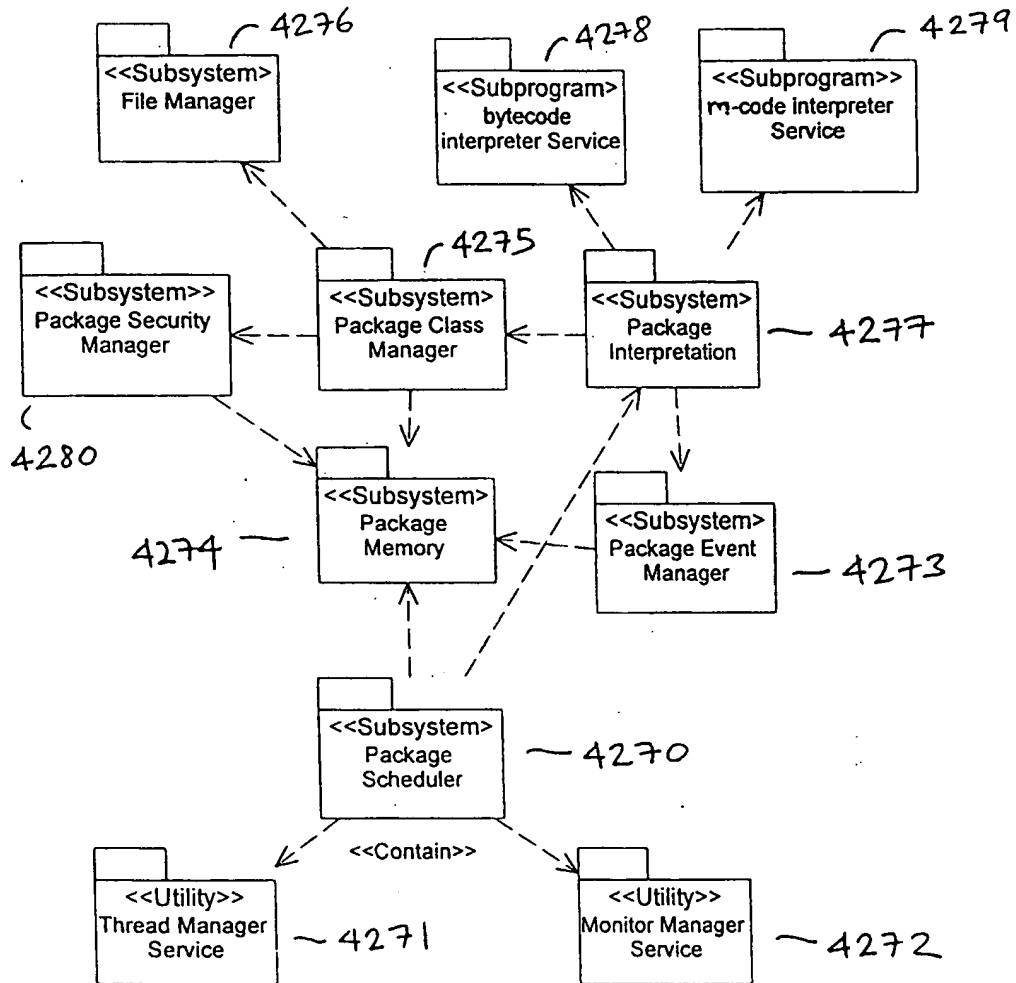 4276
4278
4279
<<Subsystem>
File Manager
<<Subprogram>
bytecode
interpreter Service
<<Subprogram>>
m-code interpreter
Service
4275
<<Subsystem>>
Package Security
Manager
<<Subsystem>
Package Class
Manager
<<Subsystem>
Package
Interpretation
4277
4280
<<Subsystem>
Package
Memory
4274
<<Subsystem>
Package Event
Manager
4273
<<Subsystem>
Package
Scheduler
4270
<<Contain>>
<<Utility>>
Thread Manager
Service
4271
<<Utility>>
Monitor Manager
Service
4272